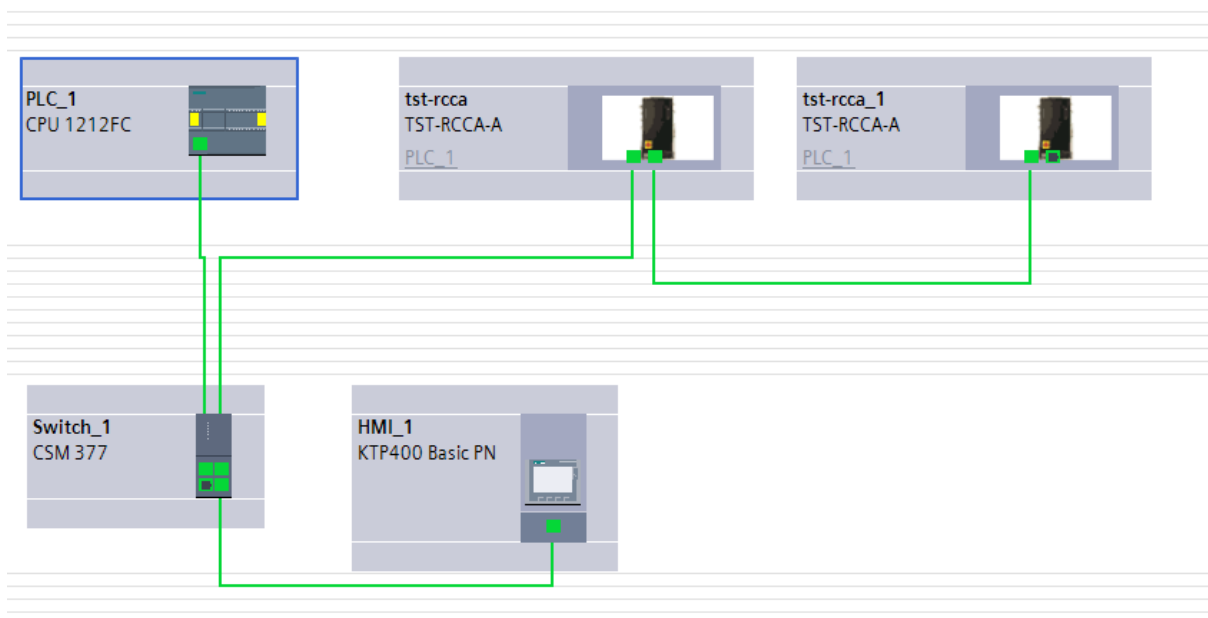 PLC_1
CPU 1212FC
tst-rcca
TST-RCCA-A
PLC_1
tst-rcca_1
TST-RCCA-A
PLC_1
Switch_1
CSM 377
HMI_1
KTP400 Basic PN